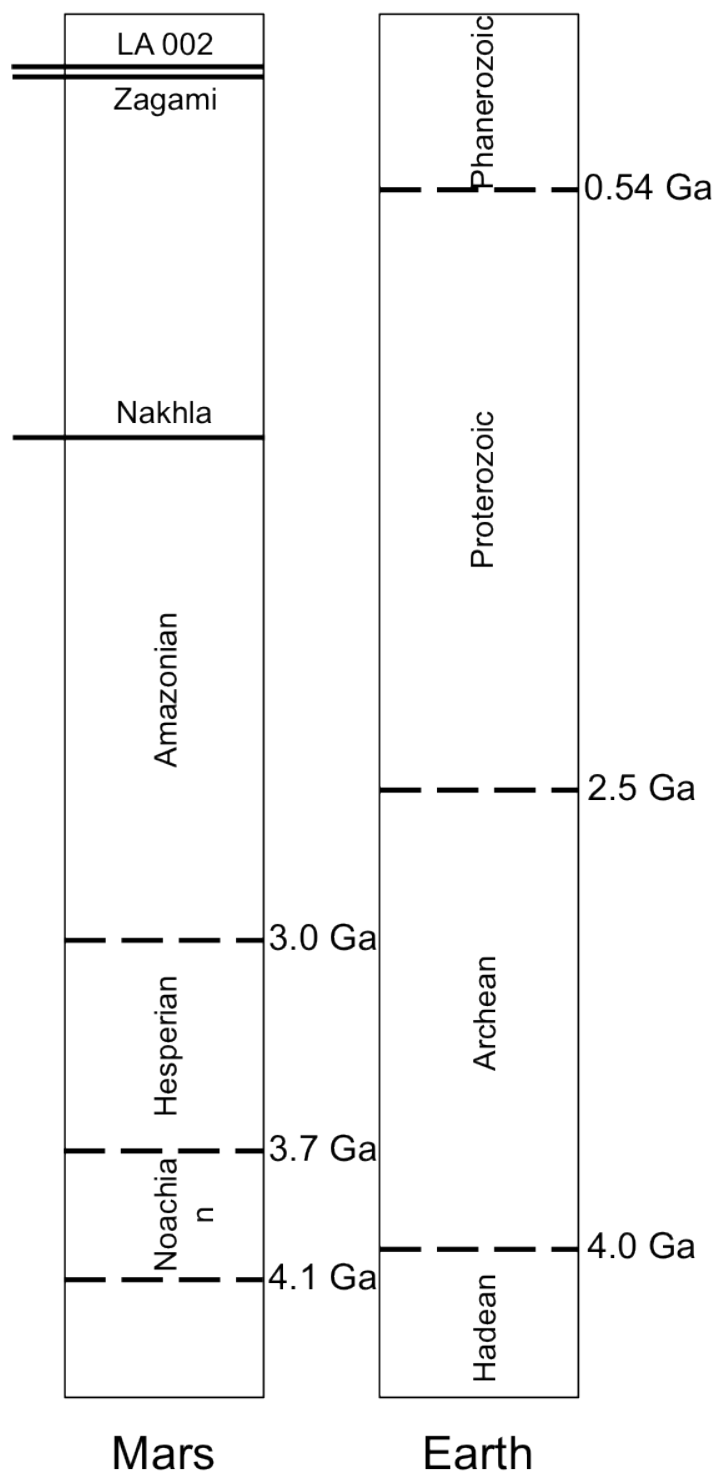 LA 002
Zagami
Nakhla
Amazonian
3.0 Ga
Hesperian
3.7 Ga
Noachia
n
4.1 Ga
Mars
Phanerozoic
0.54 Ga
Proterozoic
2.5 Ga
Archean
4.0 Ga
Hadean
Earth